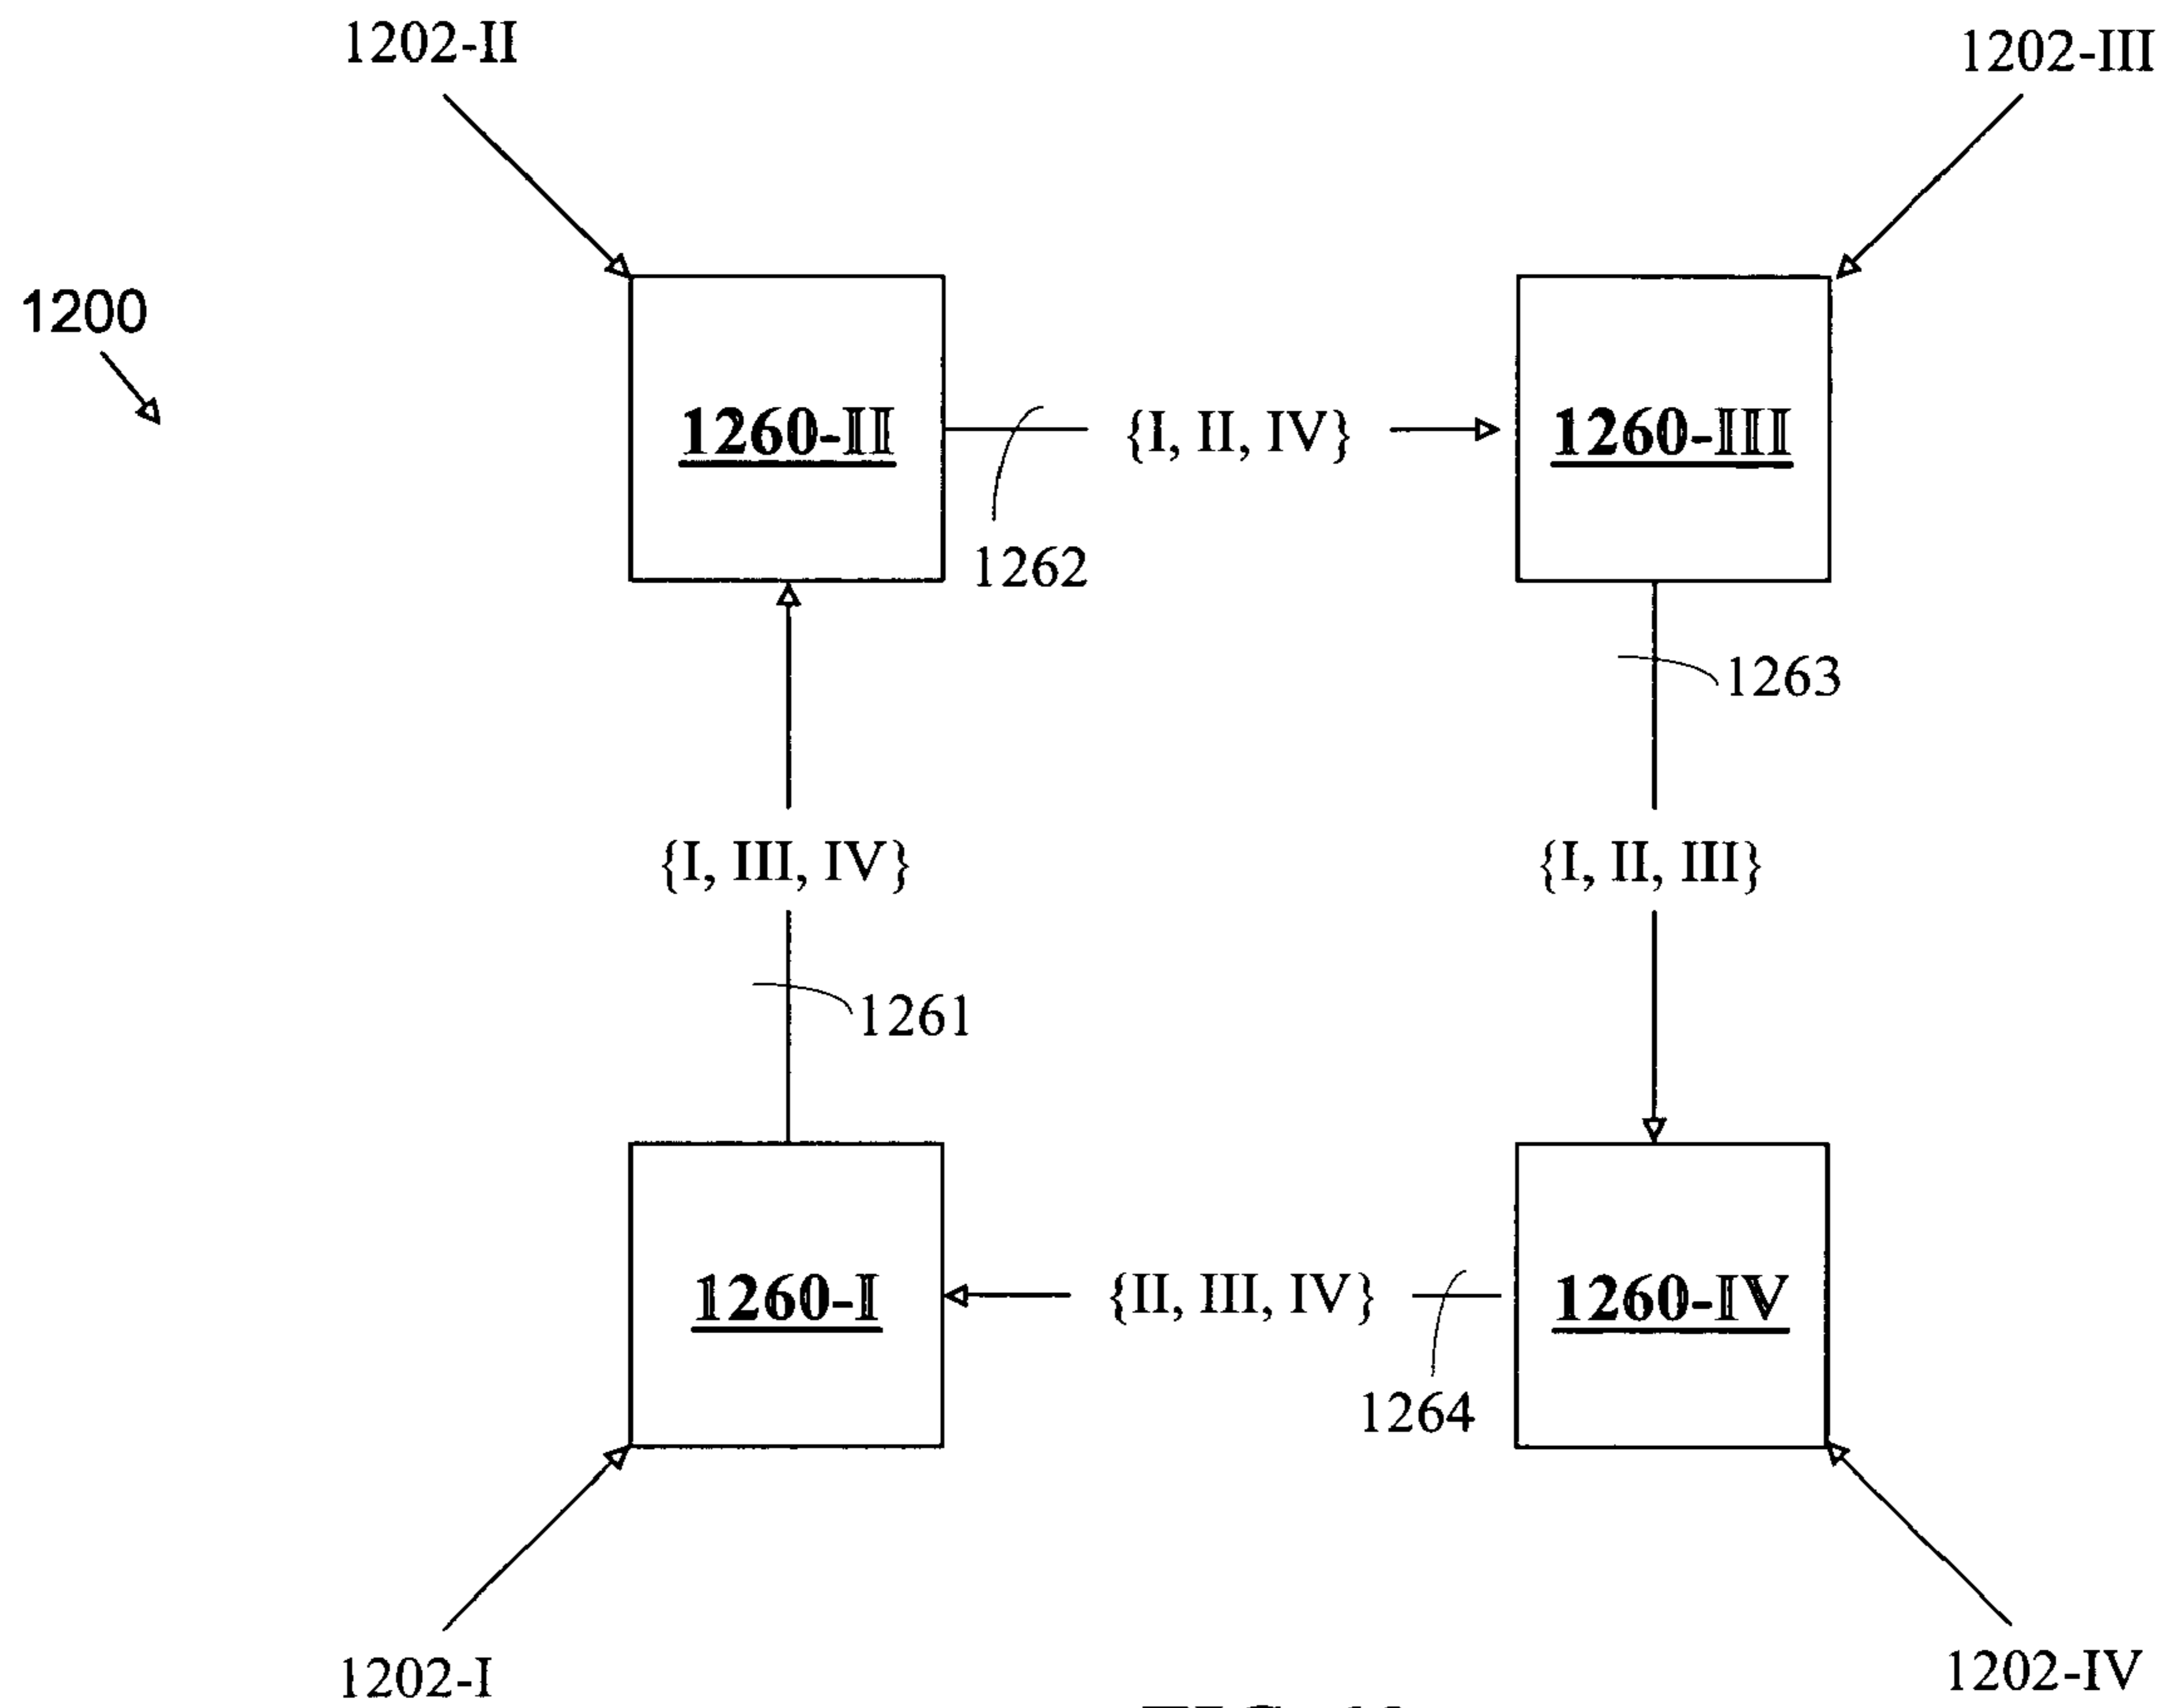 1202-II
1202-III
1200
1260-II
{I, II, IV}
1260-III
1262
1263
{I, III, IV}
{I, II, III}
1261
1260-I
{II, III, IV}
1260-IV
1264
1202-I
1202-IV